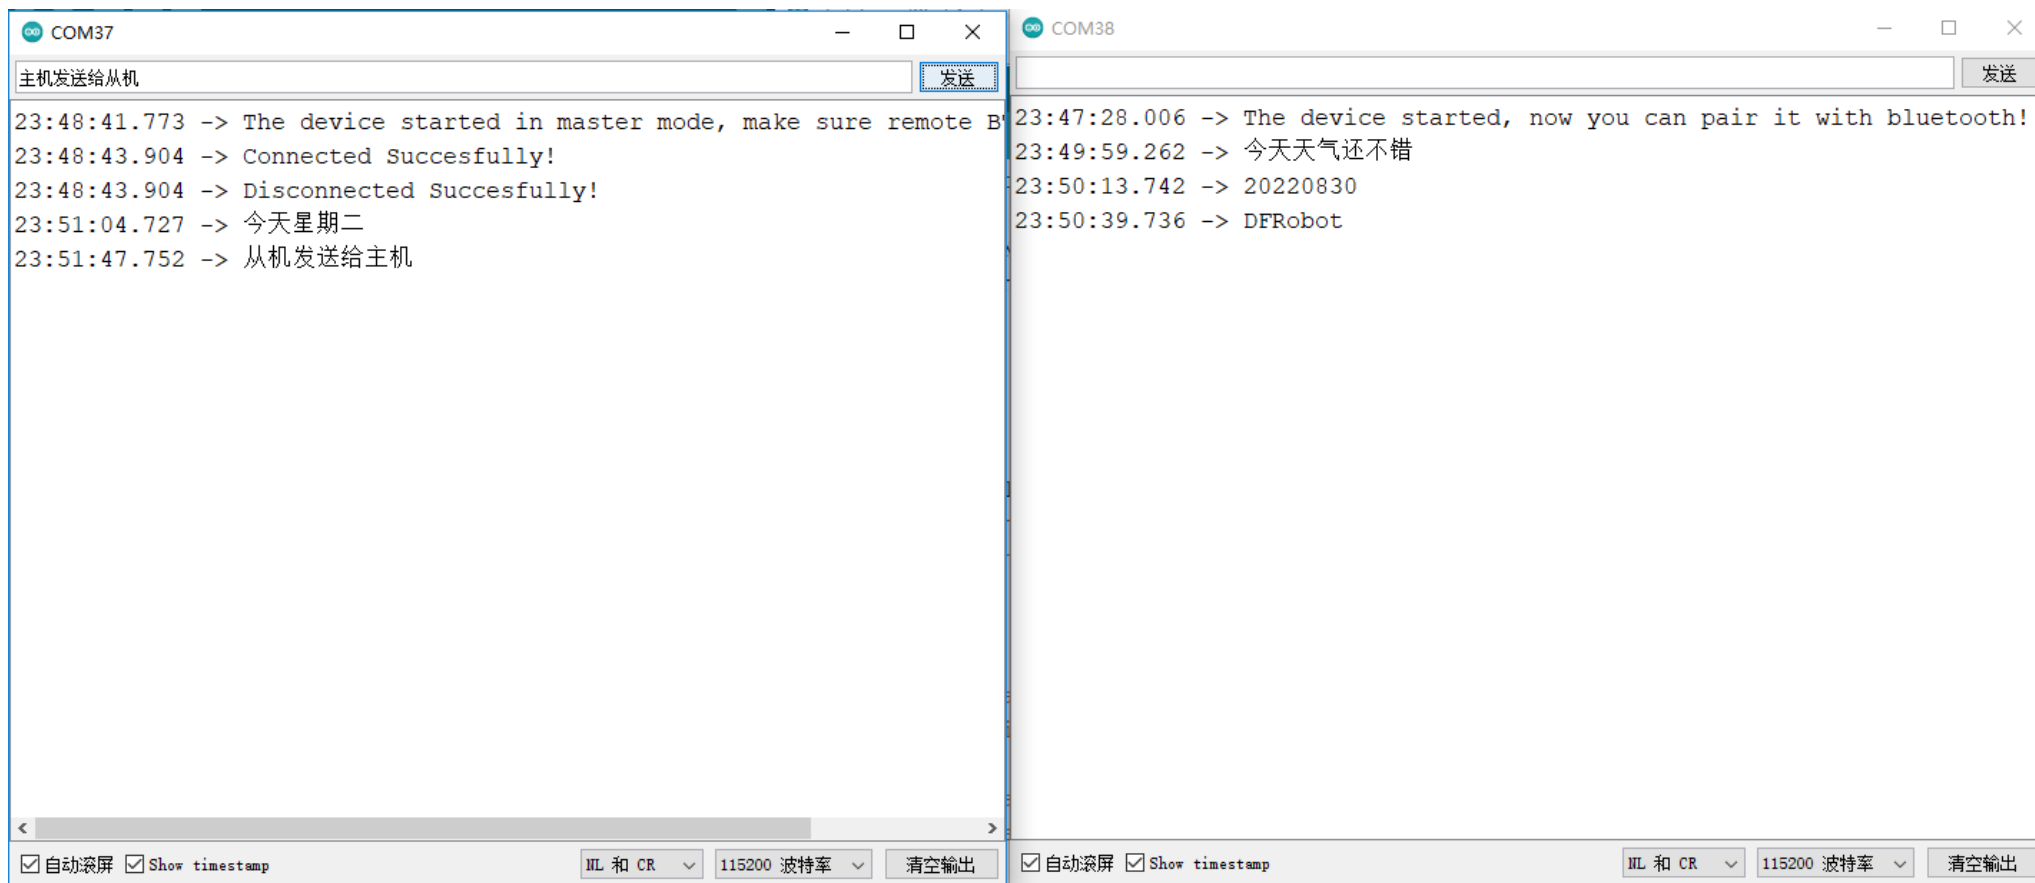 COM37
主机发送给从机
发送
23:48:41.773 -> The device started in master mode, make sure remote B
23:48:43.904 -> Connected Succesfully!
23:48:43.904 -> Disconnected Succesfully!
23:51:04.727 -> 今天星期二
23:51:47.752 -> 从机发送给主机
自动滚屏 Show timestamp
NL 和 CR
115200 波特率
清空输出
COM38
发送
23:47:28.006 -> The device started, now you can pair it with bluetooth!
23:49:59.262 -> 今天天气还不错
23:50:13.742 -> 20220830
23:50:39.736 -> DFRobot
自动滚屏 Show timestamp
NL 和 CR
115200 波特率
清空输出